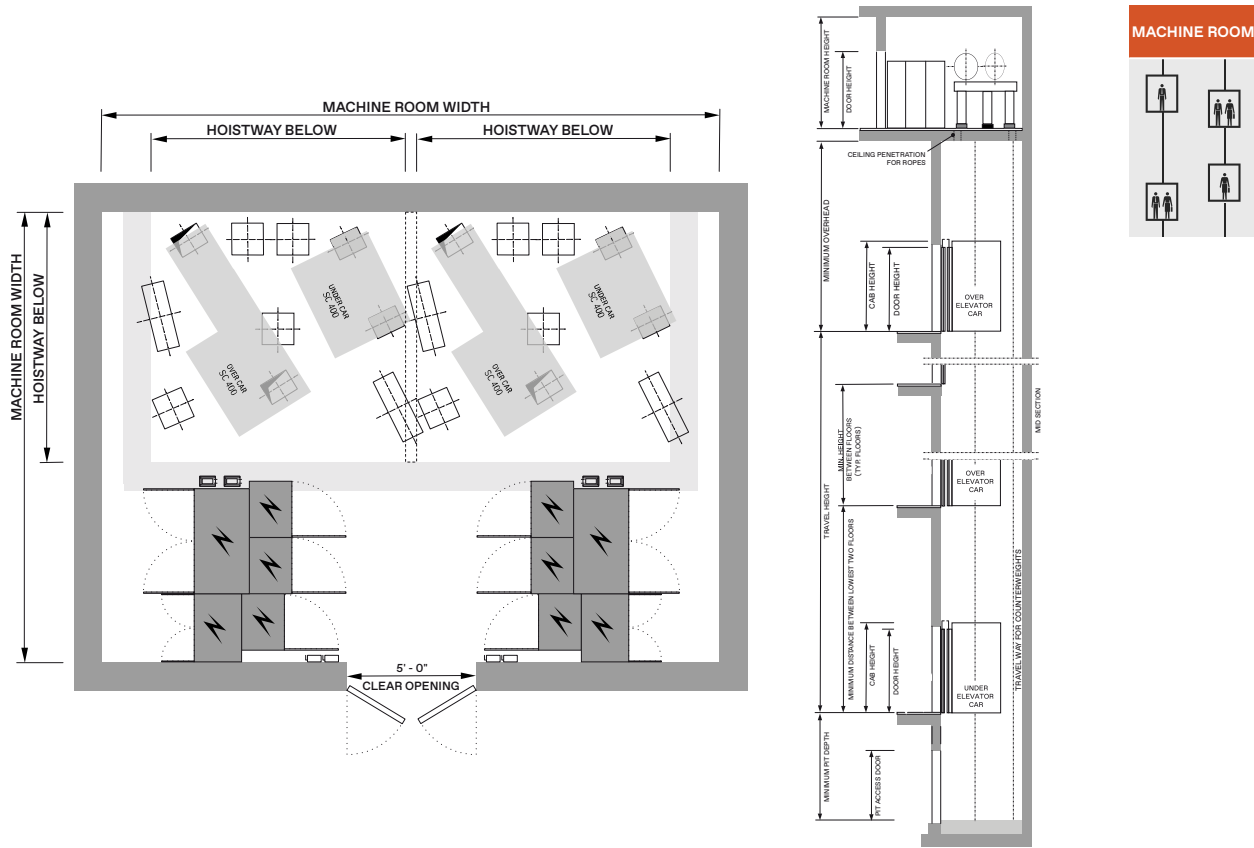 MACHINE ROOM WIDTH
HOISTWAY BELOW
HOISTWAY BELOW
MACHINE ROOM WIDTH
HOISTWAY BELOW
UNDER CAR
SC 400
OVER CAR
SC 400
UNDER CAR
SC 400
OVER CAR
SC 400
5' - 0"
CLEAR OPENING
MACHINE ROOM HEIGHT
DOOR HEIGHT
CEILING PENETRATION
FOR ROPES
MINIMUM OVERHEAD
CAB HEIGHT
DOOR HEIGHT
OVER
ELEVATOR
CAR
MID SECTION
MIN. HEIGHT
BETWEEN FLOORS
(TYP. FLOORS)
OVER
ELEVATOR
CAR
TRAVEL HEIGHT
MINIMUM DISTANCE BETWEEN LOWEST TWO FLOORS
CAB HEIGHT
DOOR HEIGHT
UNDER
ELEVATOR
CAR
TRAVEL WAY FOR COUNTERWEIGHTS
MINIMUM PIT DEPTH
PIT ACCESS DOOR
MACHINE ROOM